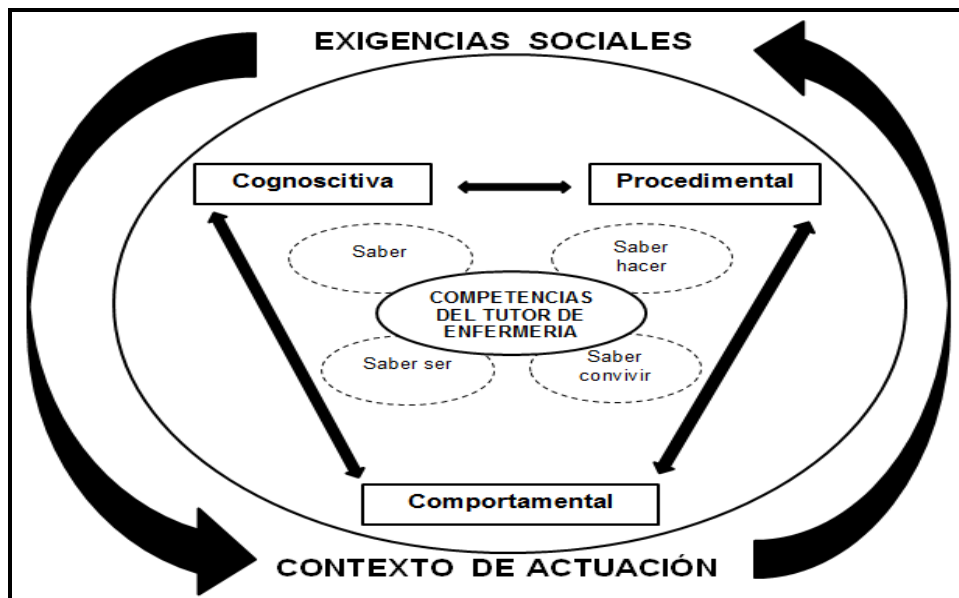 EXIGENCIAS SOCIALES
Cognoscitiva
Procedimental
Saber
Saber
hacer
COMPETENCIAS
DEL TUTOR DE
ENFERMERIA
Saber ser
Saber
convivir
Comportamental
CONTEXTO DE ACTUACIÓN